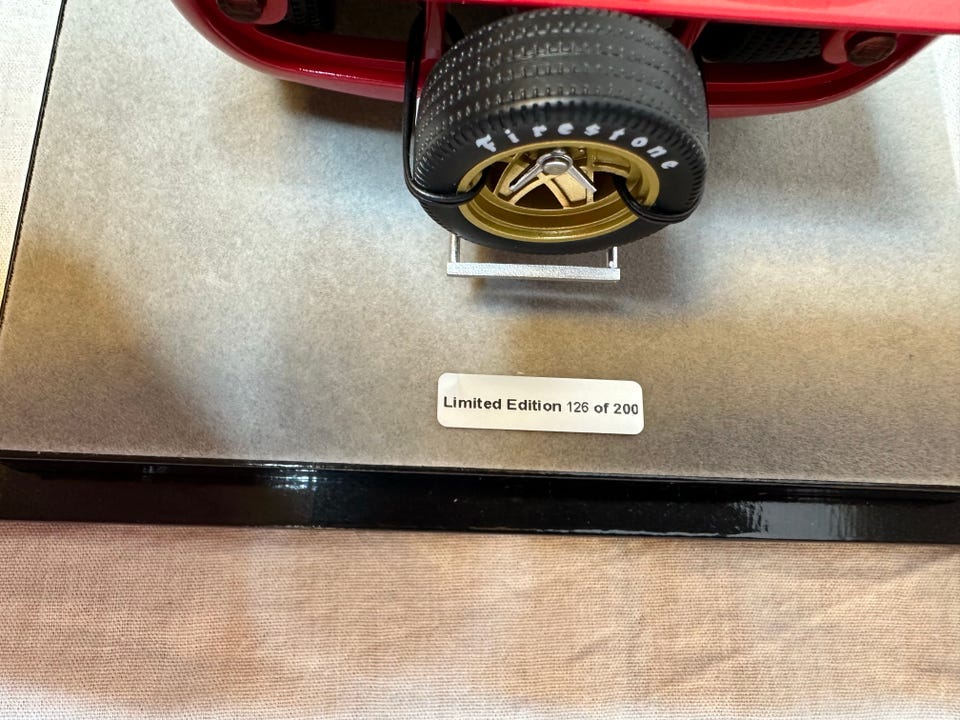 Firestone
Limited Edition 126 of 200